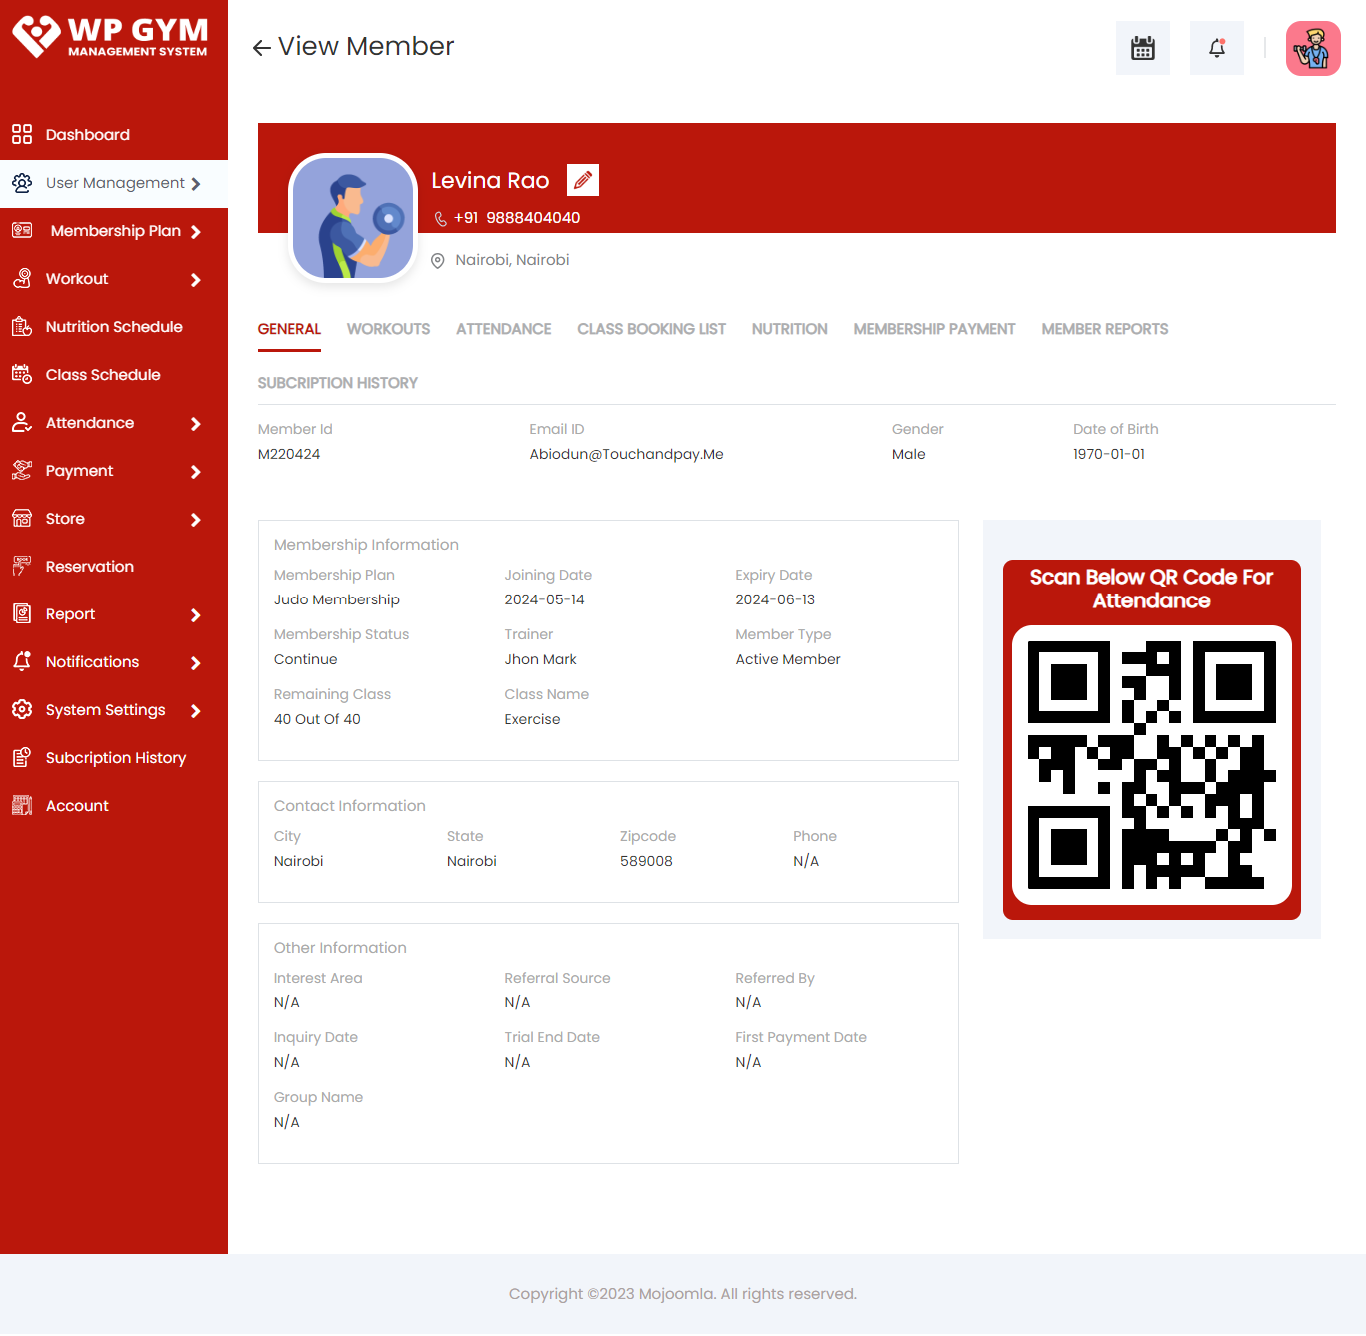 WP GYM
MANAGEMENT SYSTEM
View Member
Dashboard
User Management
Membership Plan
Workout
Nutrition Schedule
Class Schedule
Attendance
Payment
Store
Reservation
Report
Notifications
System Settings
Subcription History
Account
Levina Rao
+91 9888404040
Nairobi, Nairobi
GENERAL WORKOUTS ATTENDANCE CLASS BOOKING LIST NUTRITION MEMBERSHIP PAYMENT MEMBER REPORTS
SUBCRIPTION HISTORY
Member Id Email ID Gender Date of Birth
M220424 Abiodun@Touchandpay.Me Male 1970-01-01
Membership Information
Membership Plan Joining Date Expiry Date
Judo Membership 2024-05-14 2024-06-13
Membership Status Trainer Member Type
Continue Jhon Mark Active Member
Remaining Class Class Name
40 Out Of 40 Exercise
Scan Below QR Code For
Attendance
Contact Information
City State Zipcode Phone
Nairobi Nairobi 589008 N/A
Other Information
Interest Area Referral Source Referred By
N/A N/A N/A
Inquiry Date Trial End Date First Payment Date
N/A N/A N/A
Group Name
N/A
Copyright ©2023 Mojoomla. All rights reserved.